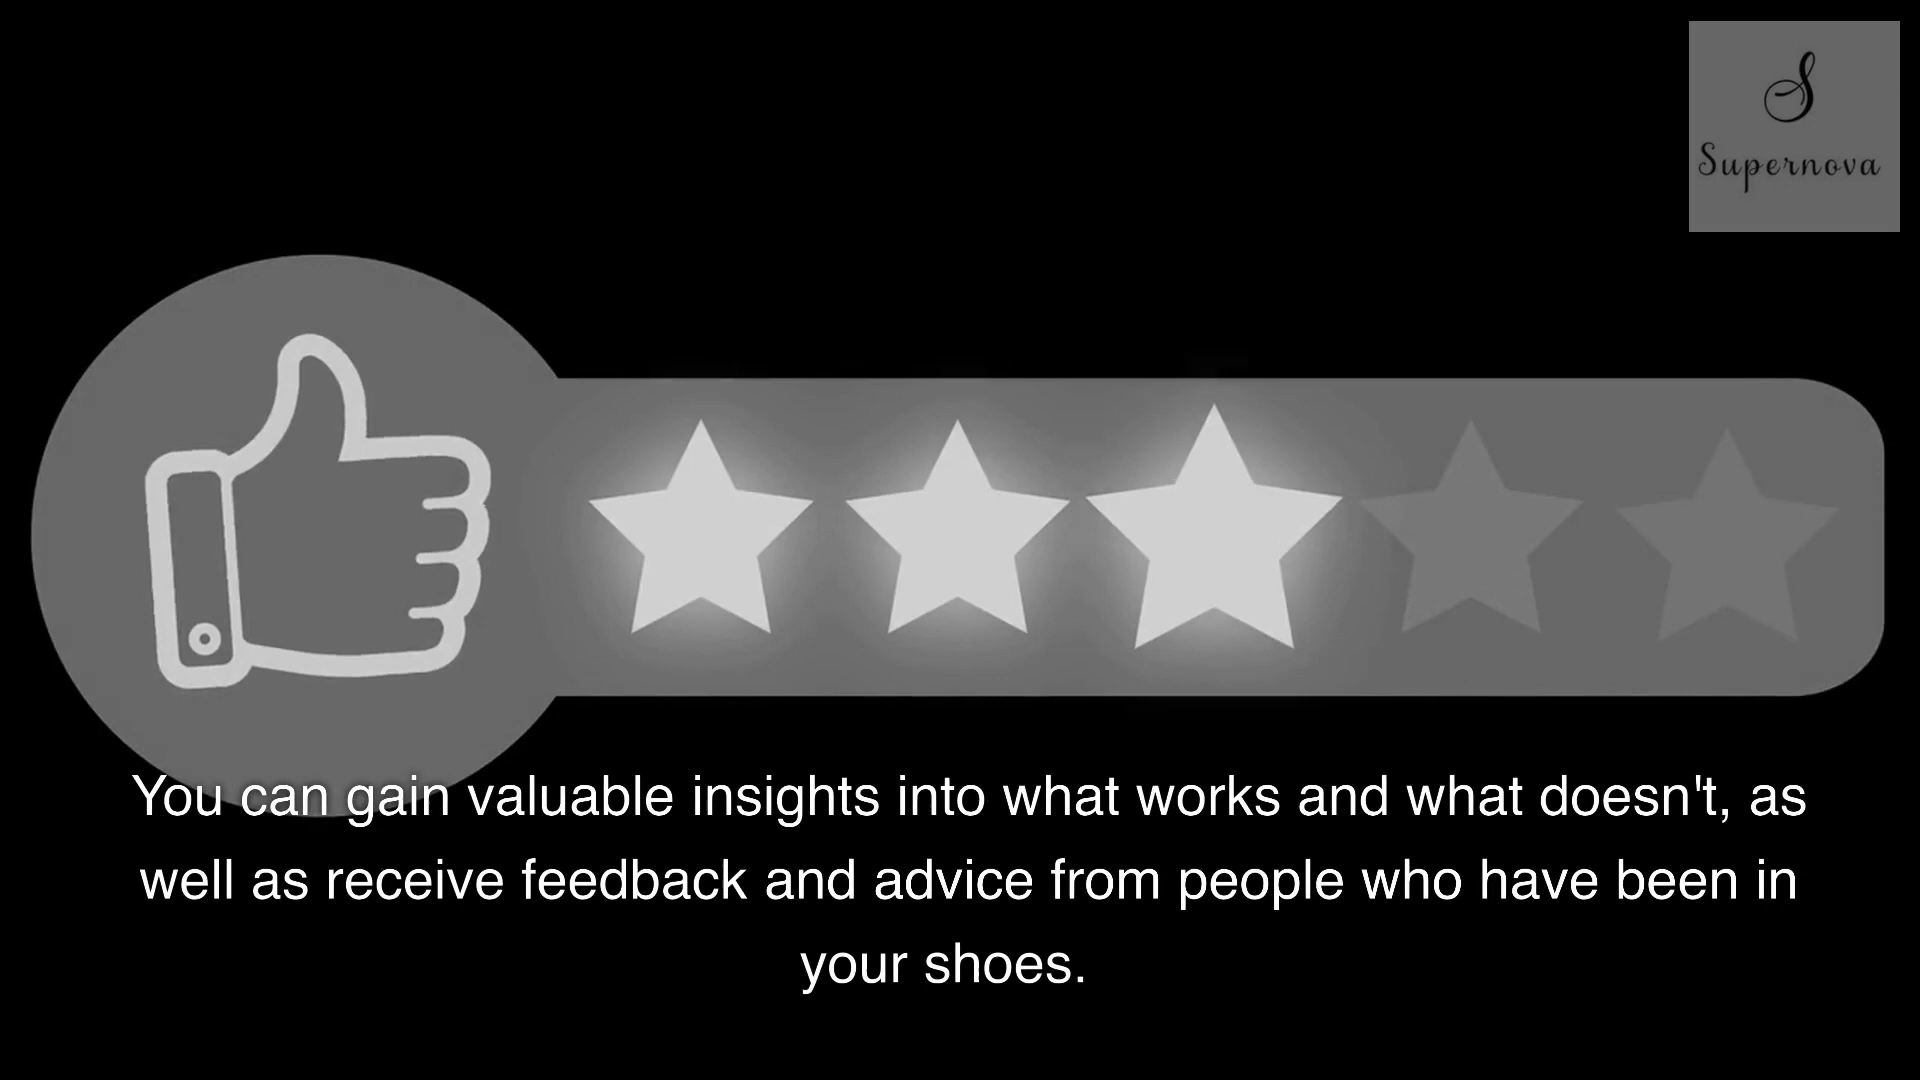 S
Supernova
You can gain valuable insights into what works and what doesn't, as
well as receive feedback and advice from people who have been in
your shoes.